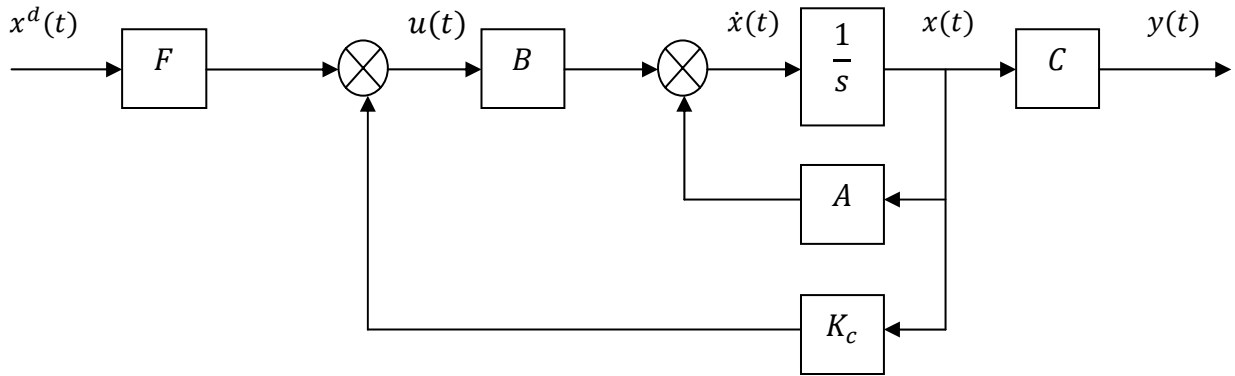 x^d(t)
u(t)
ẋ(t)
x(t)
y(t)
F
B
1/s
C
A
K_c